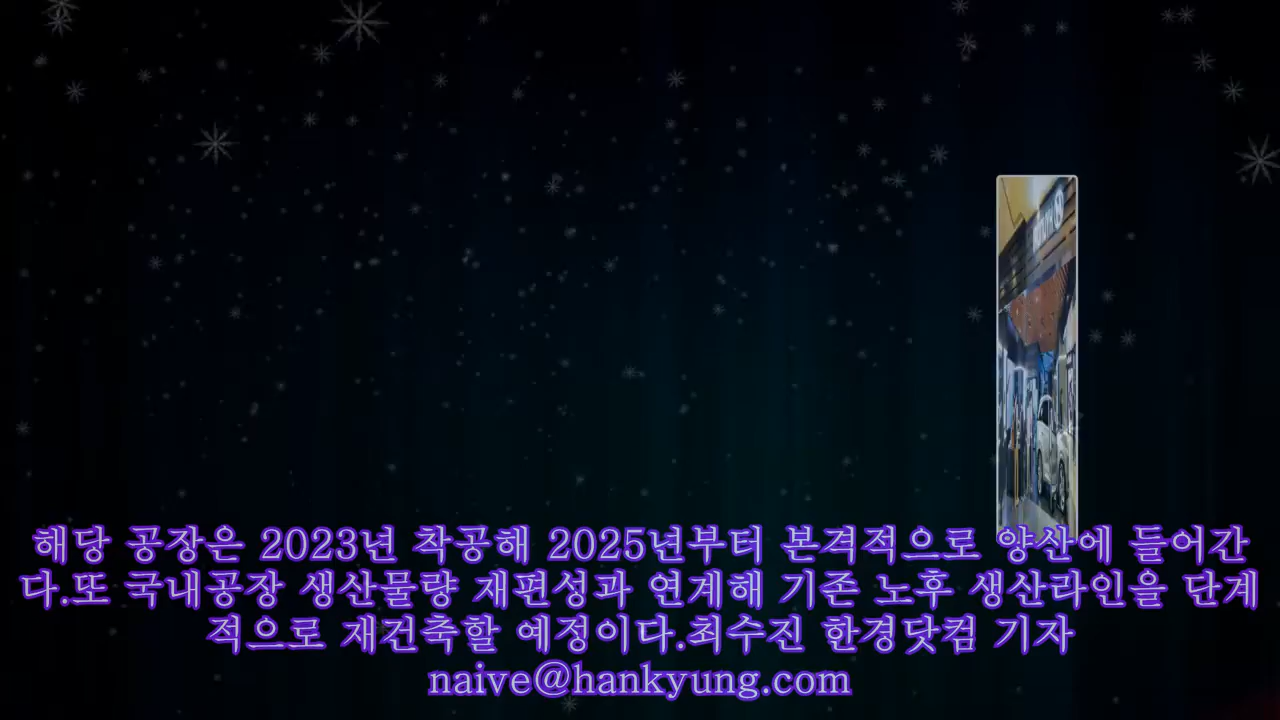 해당 공장은 2023년 착공해 2025년부터 본격적으로 양산에 들어간
다.또 국내공장 생산물량 재편성과 연계해 기존 노후 생산라인을 단계
적으로 재건축할 예정이다.최수진 한경닷컴 기자
naive@hankyung.com